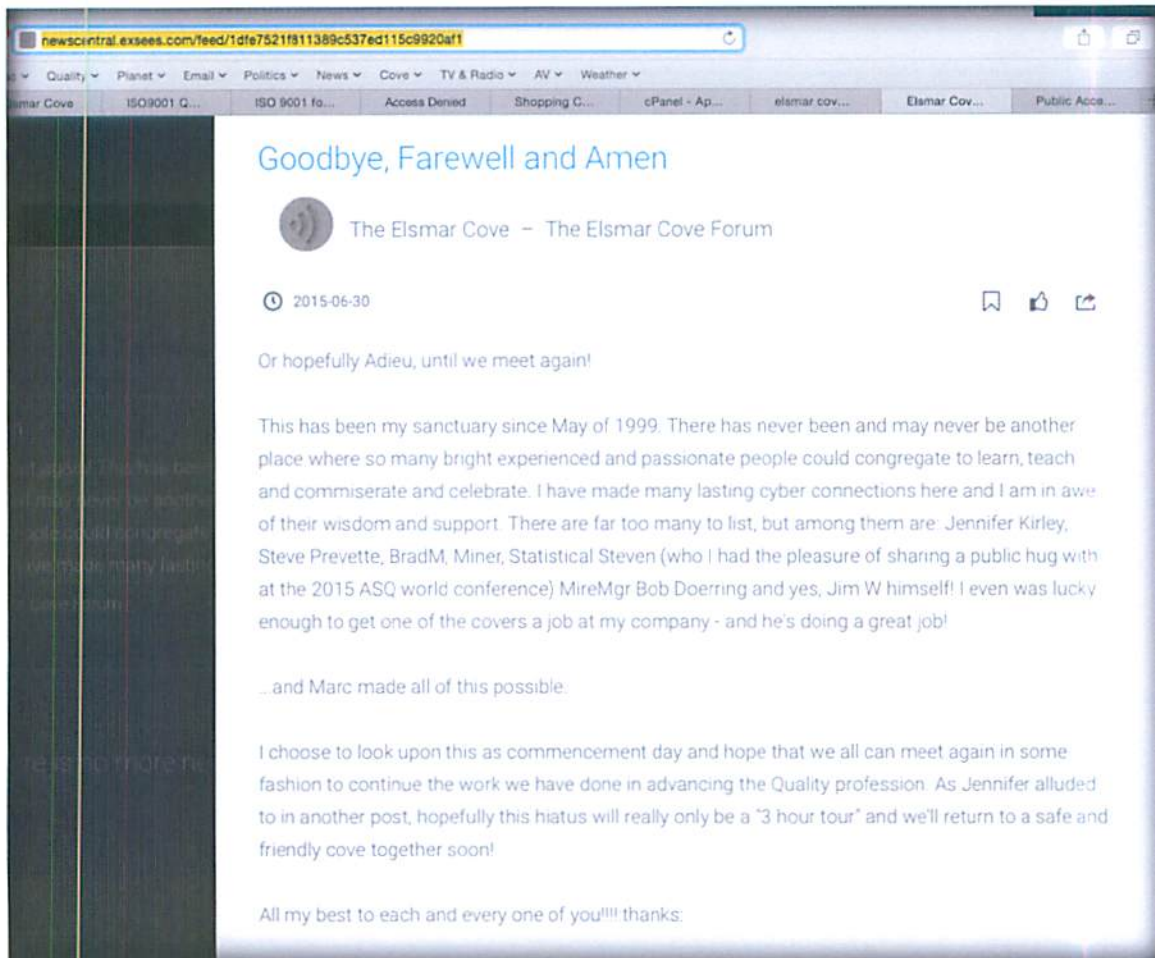 newscentral.exsees.com/feed/1dfe7521f811389c537ed115c9920af1
Quality Planet Email Politics News Cove TV & Radio AV Weather
Cove ISO9001 Q... ISO 9001 fo... Access Denied Shopping C... cPanel - Ap... elsmar cov... Elsmar Cov... Public Acce...
Goodbye, Farewell and Amen
The Elsmar Cove – The Elsmar Cove Forum
2015-06-30
Or hopefully Adieu, until we meet again!
This has been my sanctuary since May of 1999. There has never been and may never be another
place where so many bright experienced and passionate people could congregate to learn, teach
and commiserate and celebrate. I have made many lasting cyber connections here and I am in awe
of their wisdom and support. There are far too many to list, but among them are: Jennifer Kirley,
Steve Prevette, BradM, Miner, Statistical Steven (who I had the pleasure of sharing a public hug with
at the 2015 ASQ world conference) MireMgr Bob Doerring and yes, Jim W himself! I even was lucky
enough to get one of the covers a job at my company - and he's doing a great job!
...and Marc made all of this possible.
I choose to look upon this as commencement day and hope that we all can meet again in some
fashion to continue the work we have done in advancing the Quality profession. As Jennifer alluded
to in another post, hopefully this hiatus will really only be a "3 hour tour" and we'll return to a safe and
friendly cove together soon!
All my best to each and every one of you!!!! thanks: